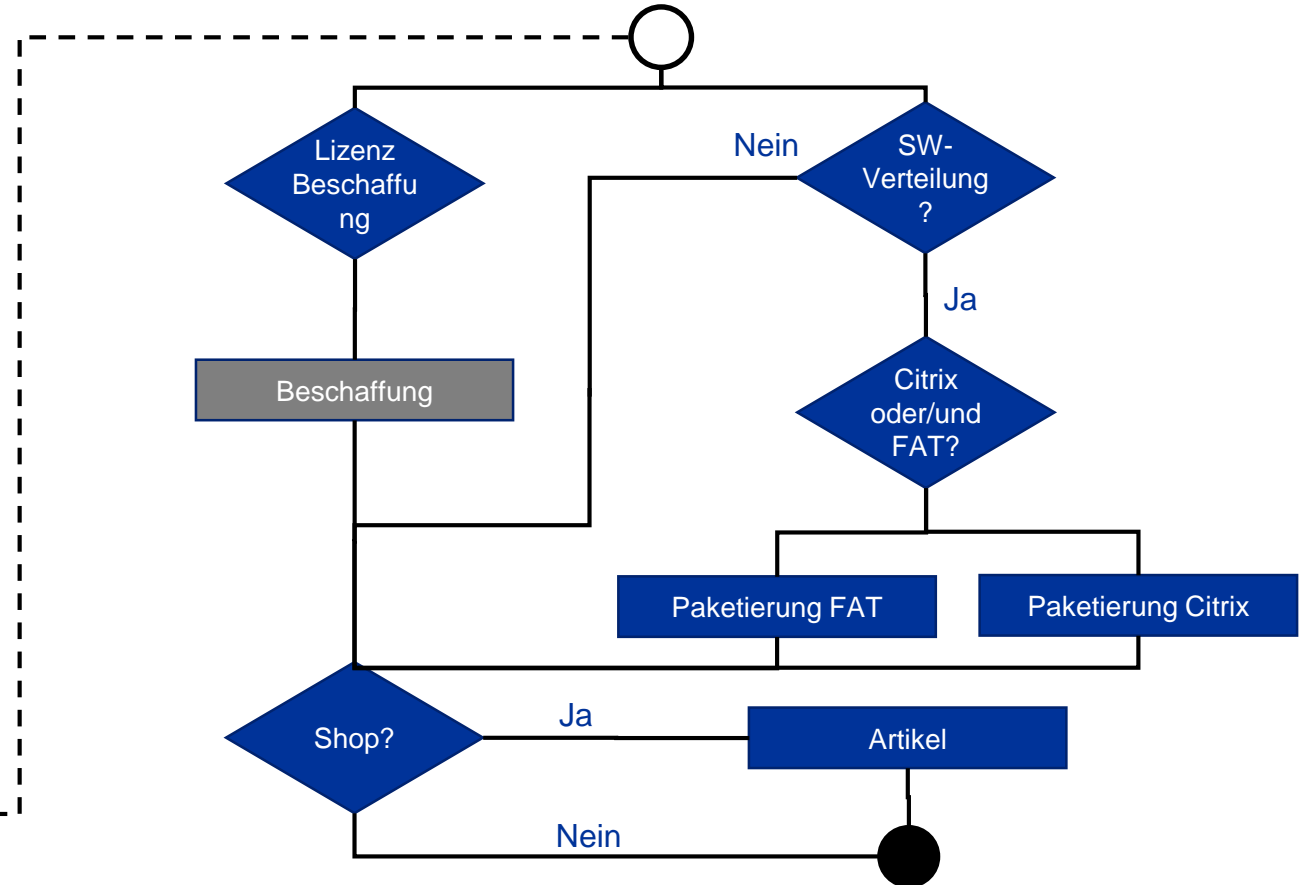 Lizenz
Beschaffu
ng
Nein
SW-
Verteilung
?
Ja
Beschaffung
Citrix
oder/und
FAT?
Paketierung FAT
Paketierung Citrix
Shop?
Ja
Artikel
Nein